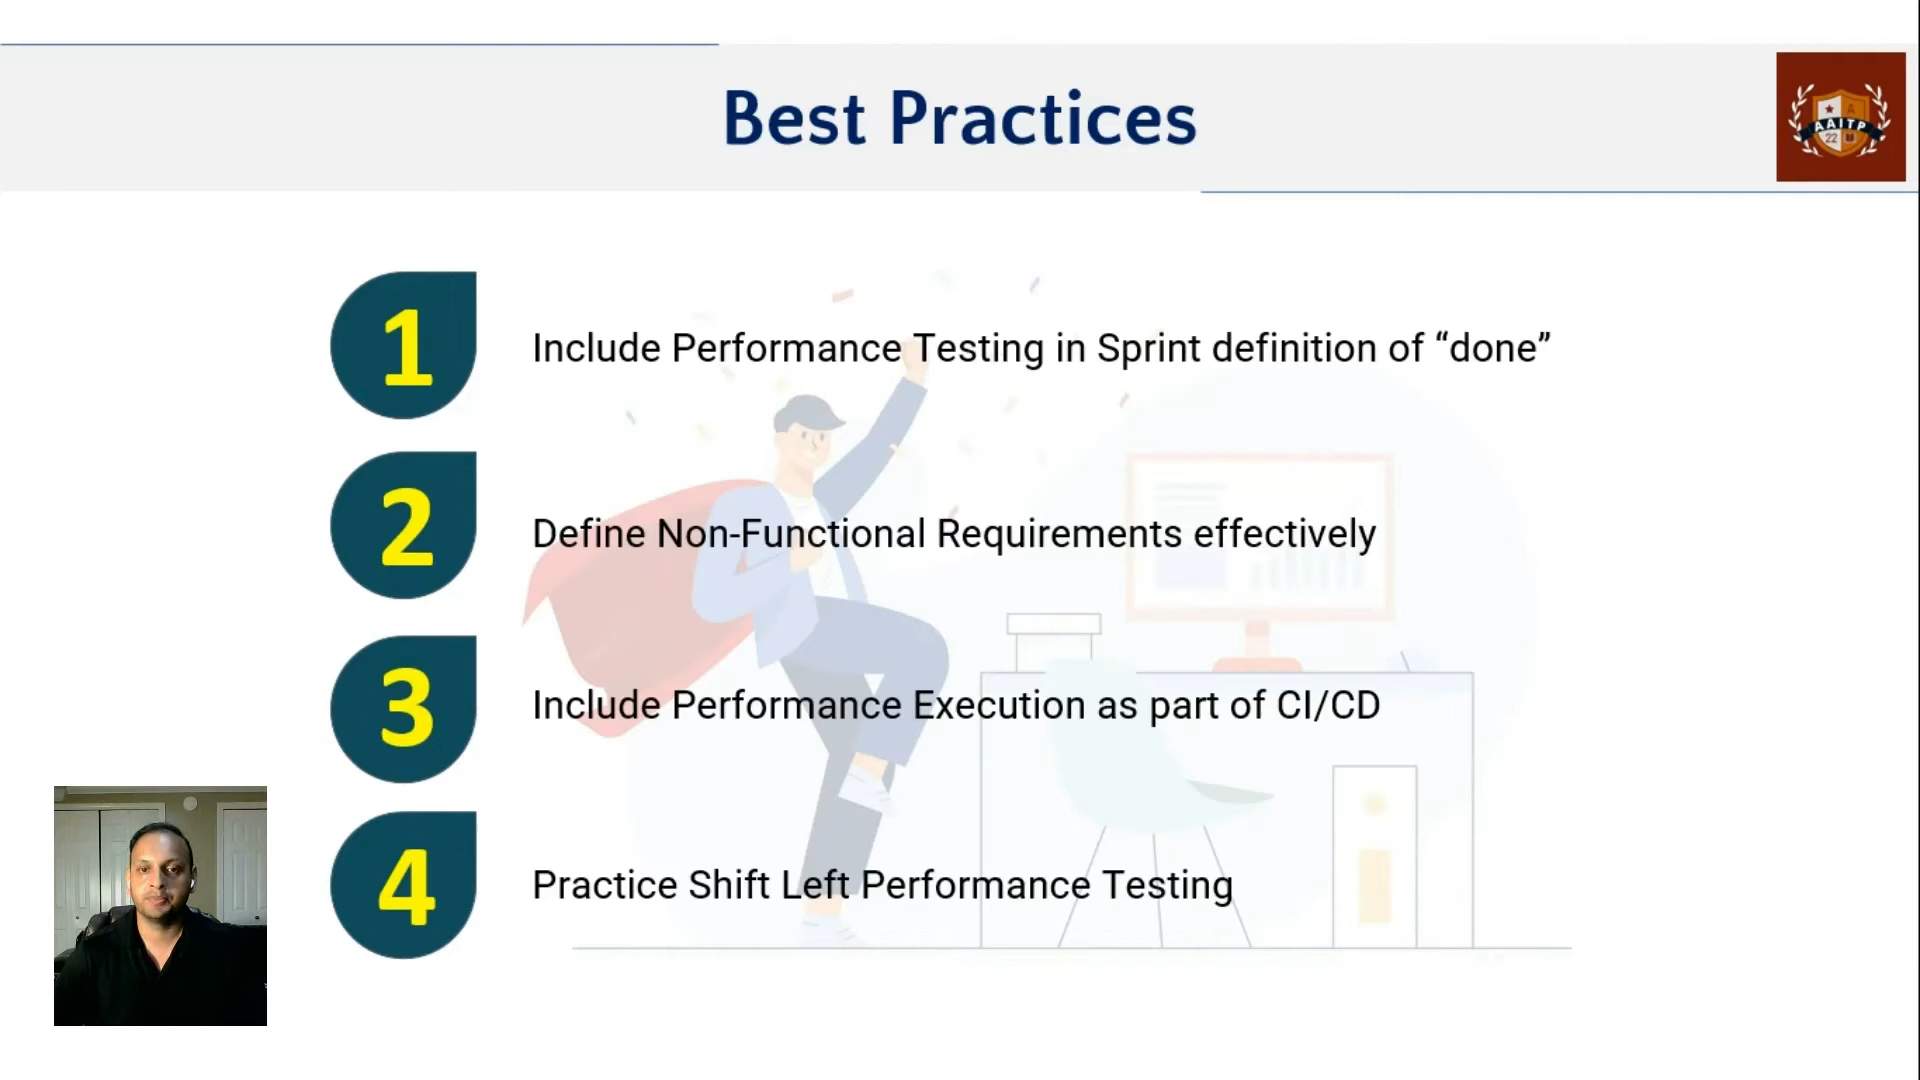 Best Practices
AAITP
22
1
Include Performance Testing in Sprint definition of “done”
2
Define Non-Functional Requirements effectively
3
Include Performance Execution as part of CI/CD
4
Practice Shift Left Performance Testing